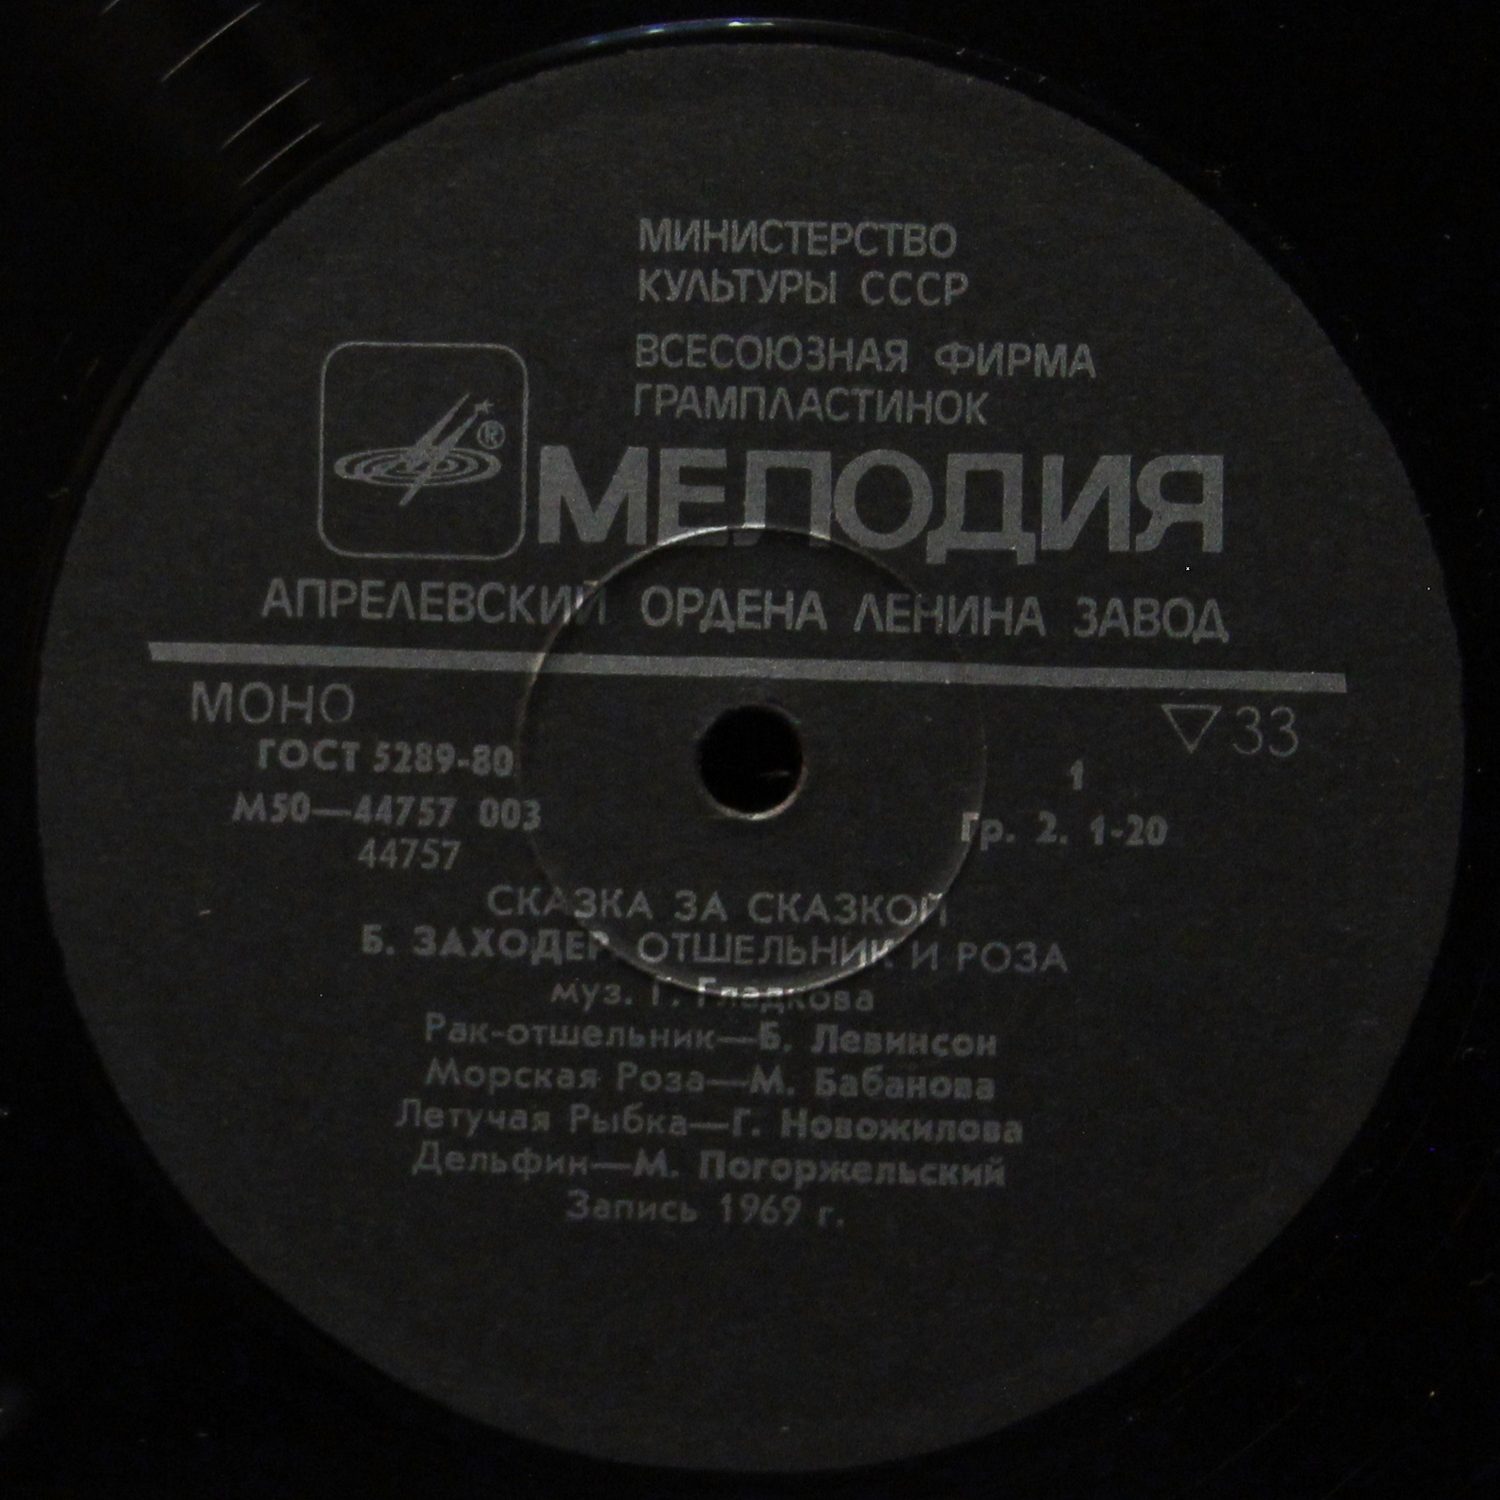 МИНИСТЕРСТВО
КУЛЬТУРЫ СССР
ВСЕСОЮЗНАЯ ФИРМА
ГРАМПЛАСТИНОК
®
МЕЛОДИЯ
АПРЕЛЕВСКИЙ ОРДЕНА ЛЕНИНА ЗАВОД
МОНО
▽33
ГОСТ 5289-80
1
М50—44757 003
Гр. 2. 1-20
44757
СКАЗКА ЗА СКАЗКОЙ
Б. ЗАХОДЕР ОТШЕЛЬНИК И РОЗА
муз. Г. Гладкова
Рак-отшельник—Б. Левинсон
Морская Роза—М. Бабанова
Летучая Рыбка—Г. Новожилова
Дельфин—М. Погоржельский
Запись 1969 г.